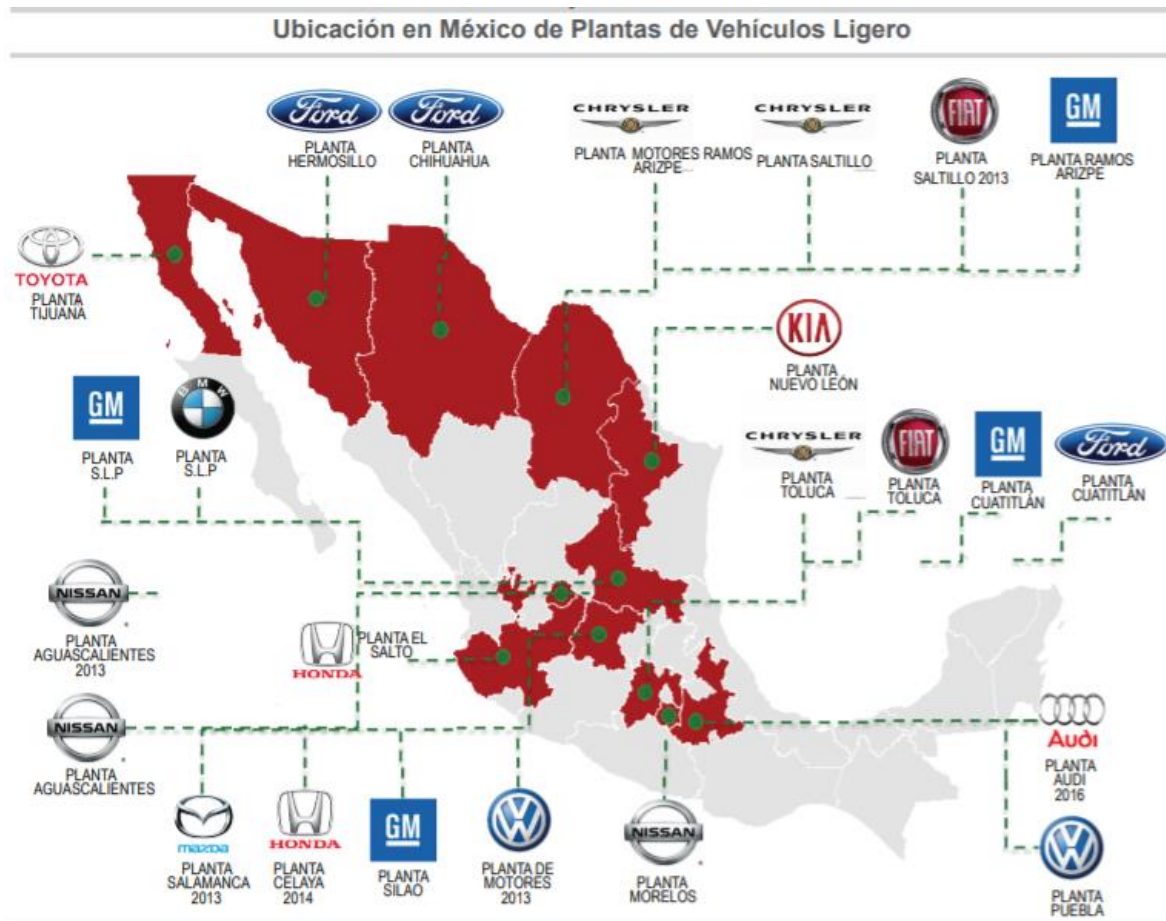 Ubicación en México de Plantas de Vehículos Ligero
Ford
PLANTA
HERMOSILLO
Ford
PLANTA
CHIHUAHUA
CHRYSLER
PLANTA MOTORES RAMOS
ARIZPE
CHRYSLER
PLANTA SALTILLO
FIAT
PLANTA
SALTILLO 2013
GM
PLANTA RAMOS
ARIZPE
TOYOTA
PLANTA
TIJUANA
KIA
PLANTA
NUEVO LEÓN
GM
PLANTA
S.L.P
BMW
PLANTA
S.L.P
CHRYSLER
PLANTA
TOLUCA
FIAT
PLANTA
TOLUCA
GM
PLANTA
CUATITLÁN
Ford
PLANTA
CUATITLÁN
NISSAN
PLANTA
AGUASCALIENTES
2013
HONDA
PLANTA EL
SALTO
NISSAN
PLANTA
AGUASCALIENTES
Audi
PLANTA
AUDI
2016
mazda
PLANTA
SALAMANCA
2013
HONDA
PLANTA
CELAYA
2014
GM
PLANTA
SILAO
VW
PLANTA DE
MOTORES
2013
NISSAN
PLANTA
MORELOS
VW
PLANTA
PUEBLA